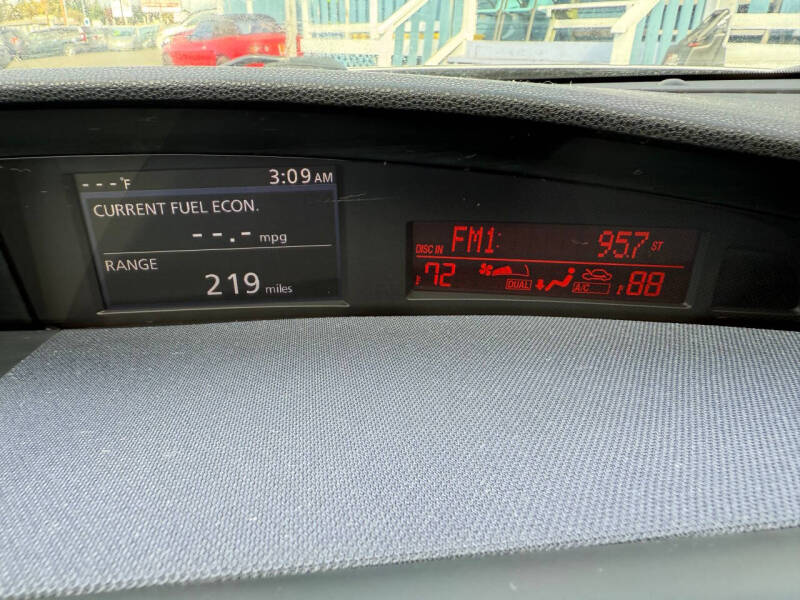 - - -°F 3:09 AM
CURRENT FUEL ECON.
--.- mpg
RANGE
219 miles
DISC IN FM1 95.7 ST
72 DUAL A/C 88